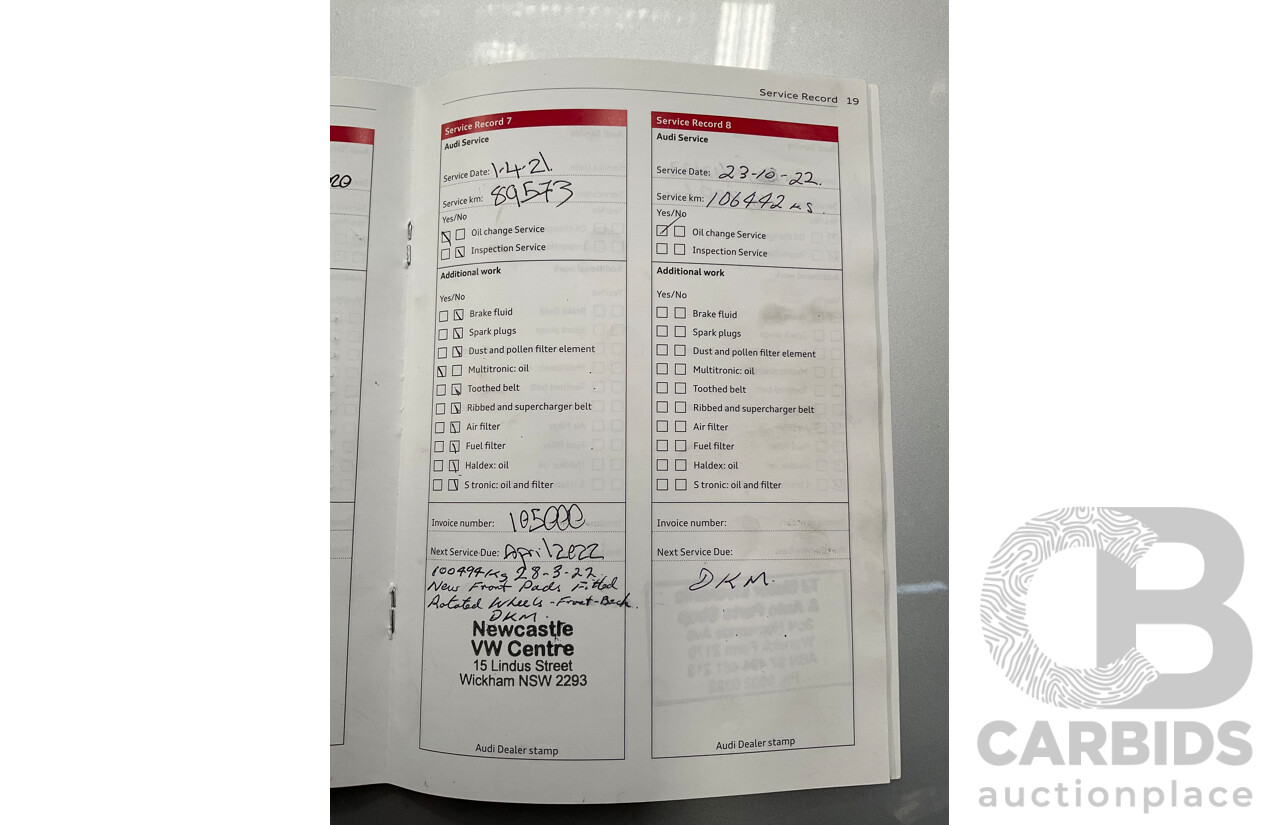 Service Record 19
20
Service Record 7
Audi Service
Service Date: 1.4.21.
Service km: 89573
Yes/No
Oil change Service
Inspection Service
Additional work
Yes/No
Brake fluid
Spark plugs
Dust and pollen filter element
Multitronic: oil
Toothed belt
Ribbed and supercharger belt
Air filter
Fuel filter
Haldex: oil
S tronic: oil and filter
Invoice number: 105000
Next Service Due: April 2022
100494 Kg 28-3-22
New Front Pads Fitted
Rotated Wheels - Front-Back.
DKM.
Newcastle
VW Centre
15 Lindus Street
Wickham NSW 2293
Audi Dealer stamp
Service Record 8
Audi Service
Service Date: 23-10-22.
Service km: 106442 KS.
Yes/No
Oil change Service
Inspection Service
Additional work
Yes/No
Brake fluid
Spark plugs
Dust and pollen filter element
Multitronic: oil
Toothed belt
Ribbed and supercharger belt
Air filter
Fuel filter
Haldex: oil
S tronic: oil and filter
Invoice number:
Next Service Due:
DKM.
Audi Dealer stamp
CB
CARBIDS
auctionplace